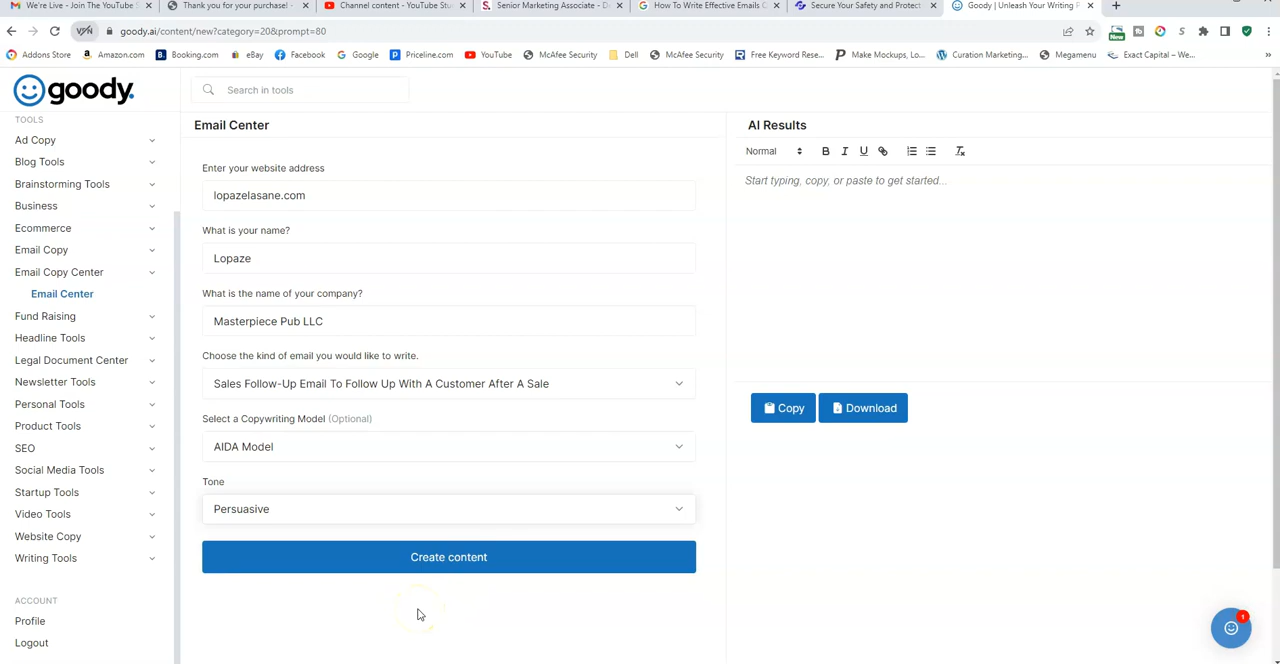 We're Live - Join The YouTube S
Thank you for your purchase! -
Channel content - YouTube Stu
Senior Marketing Associate - D
How To Write Effective Emails C
Secure Your Safety and Protect
Goody | Unleash Your Writing P
VPN
goody.ai/content/new?category=20&prompt=80
New
Addons Store
Amazon.com
Booking.com
eBay
Facebook
Google
Priceline.com
YouTube
McAfee Security
Dell
McAfee Security
Free Keyword Rese...
Make Mockups, Lo...
Curation Marketing...
Megamenu
Exact Capital – We...
goody.
Search in tools
TOOLS
Ad Copy
Blog Tools
Brainstorming Tools
Business
Ecommerce
Email Copy
Email Copy Center
Email Center
Fund Raising
Headline Tools
Legal Document Center
Newsletter Tools
Personal Tools
Product Tools
SEO
Social Media Tools
Startup Tools
Video Tools
Website Copy
Writing Tools
ACCOUNT
Profile
Logout
Email Center
Enter your website address
lopazelasane.com
What is your name?
Lopaze
What is the name of your company?
Masterpiece Pub LLC
Choose the kind of email you would like to write.
Sales Follow-Up Email To Follow Up With A Customer After A Sale
Select a Copywriting Model (Optional)
AIDA Model
Tone
Persuasive
Create content
AI Results
Normal
B I U
Start typing, copy, or paste to get started...
Copy
Download
1